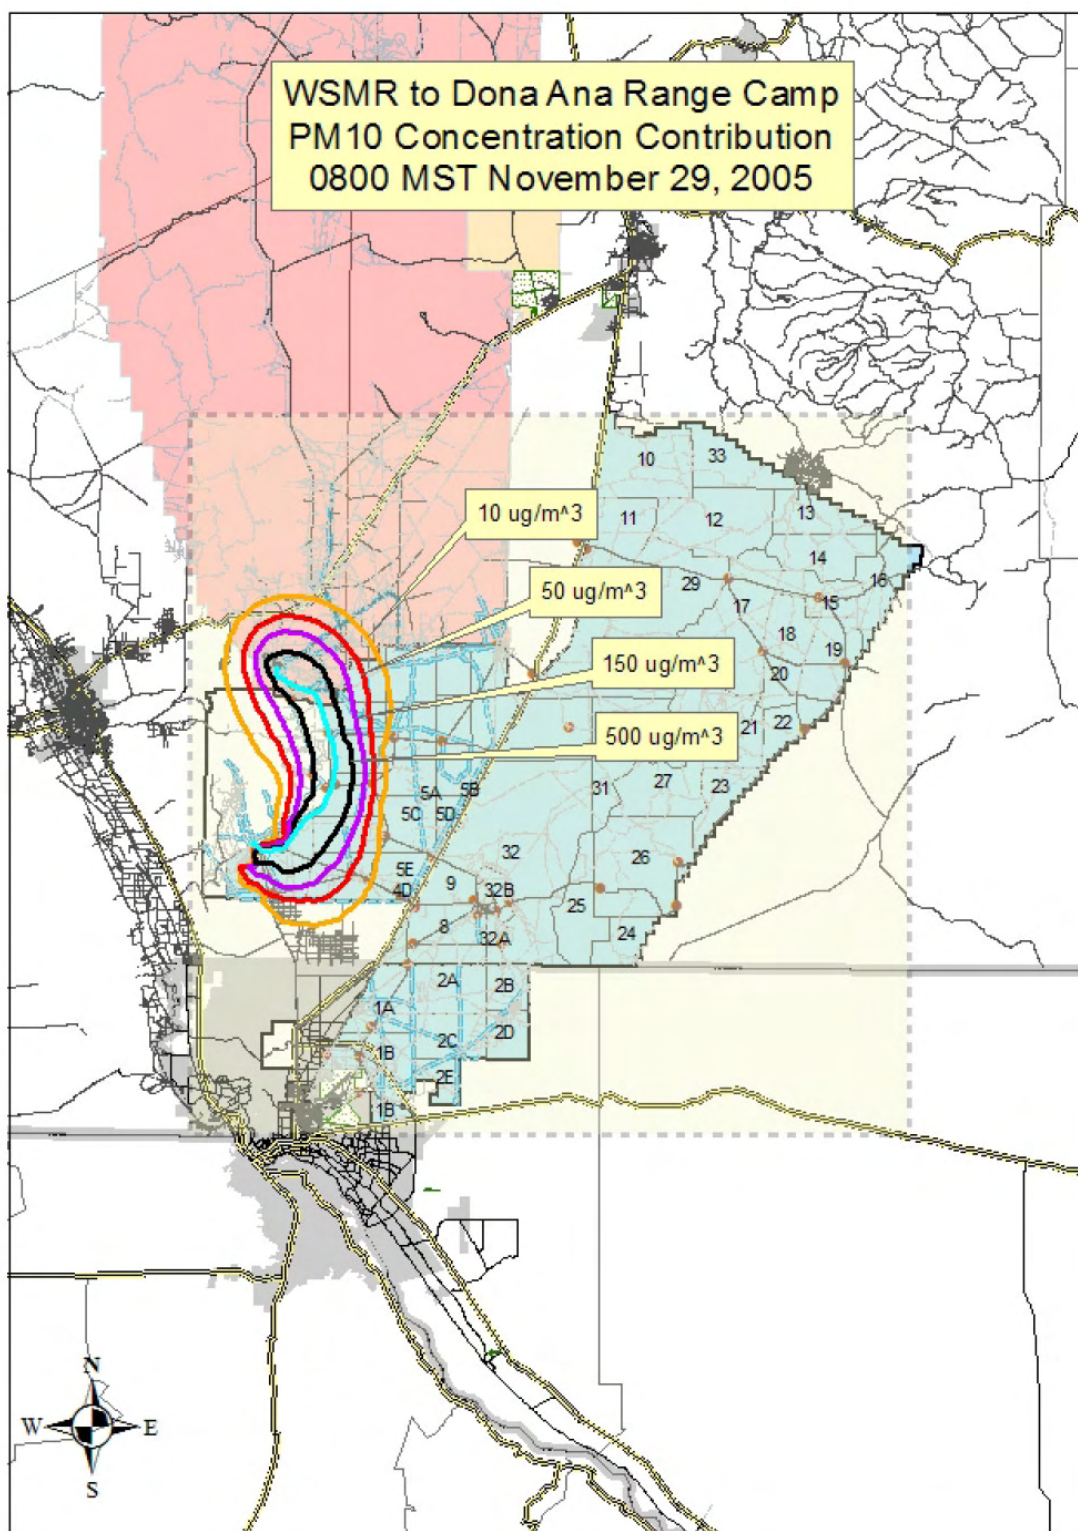 WSMR to Dona Ana Range Camp
PM10 Concentration Contribution
0800 MST November 29, 2005
10
33
13
10 ug/m^3
11
12
14
50 ug/m^3
29
16
17
15
18
150 ug/m^3
19
20
500 ug/m^3
21
22
5B
5A
31
27
23
5C
5D
32
26
5E
4D
9
32B
25
8
32A
24
2A
2B
1A
2D
2C
1B
2E
1B
N
W
E
S